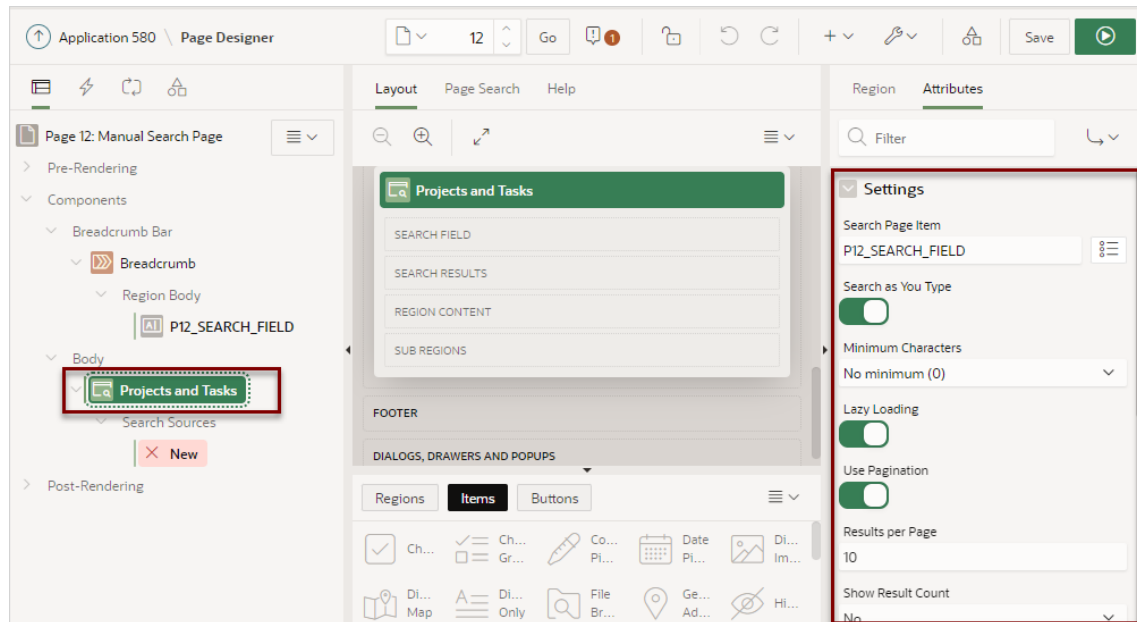 Application 580 \ Page Designer
12
Go
1
Save
Layout
Page Search
Help
Region
Attributes
Page 12: Manual Search Page
Filter
Pre-Rendering
Components
Breadcrumb Bar
Breadcrumb
Region Body
P12_SEARCH_FIELD
Body
Projects and Tasks
Search Sources
New
Post-Rendering
Projects and Tasks
SEARCH FIELD
SEARCH RESULTS
REGION CONTENT
SUB REGIONS
FOOTER
DIALOGS, DRAWERS AND POPUPS
Regions
Items
Buttons
Ch...
Ch...
Gr...
Co...
Pi...
Date
Pi...
Di...
Im...
Di...
Map
Di...
Only
File
Br...
Ge...
Ad...
Hi...
Settings
Search Page Item
P12_SEARCH_FIELD
Search as You Type
Minimum Characters
No minimum (0)
Lazy Loading
Use Pagination
Results per Page
10
Show Result Count
No